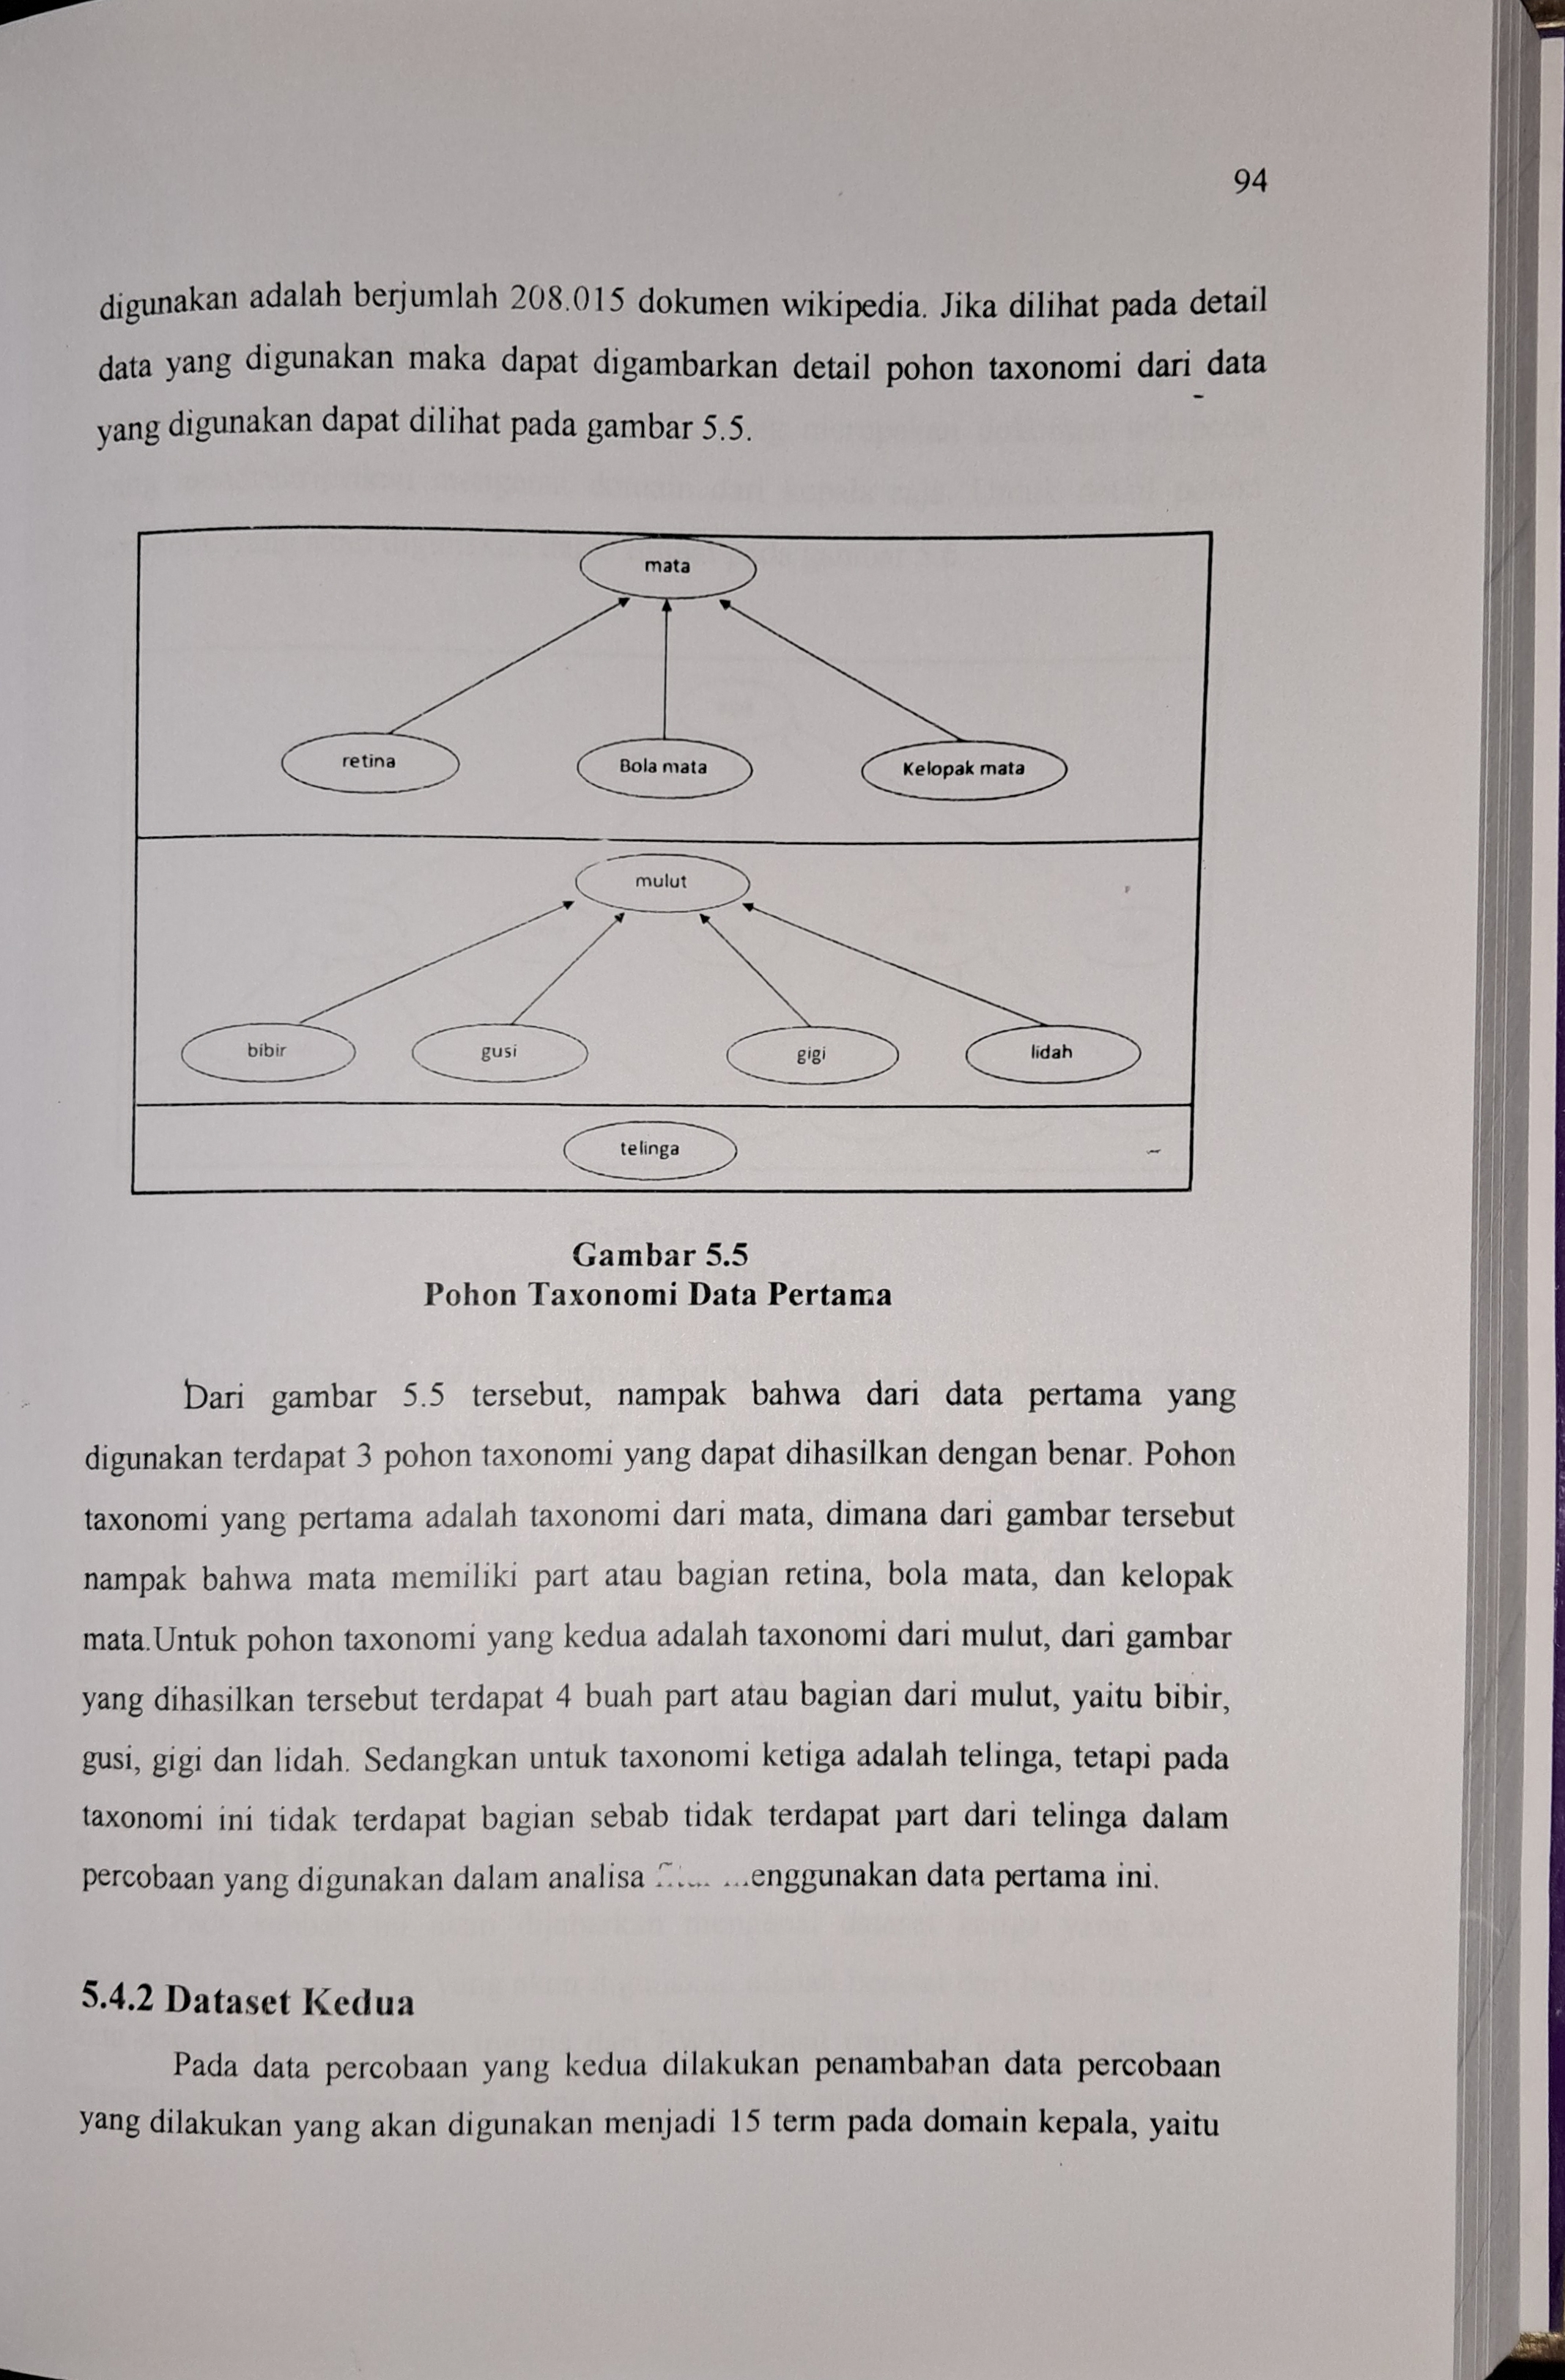 94
digunakan adalah berjumlah 208.015 dokumen wikipedia. Jika dilihat pada detail
data yang digunakan maka dapat digambarkan detail pohon taxonomi dari data
yang digunakan dapat dilihat pada gambar 5.5.
mata
retina Bola mata Kelopak mata
mulut
bibir gusi gigi lidah
telinga
Gambar 5.5
Pohon Taxonomi Data Pertama
Dari gambar 5.5 tersebut, nampak bahwa dari data pertama yang
digunakan terdapat 3 pohon taxonomi yang dapat dihasilkan dengan benar. Pohon
taxonomi yang pertama adalah taxonomi dari mata, dimana dari gambar tersebut
nampak bahwa mata memiliki part atau bagian retina, bola mata, dan kelopak
mata.Untuk pohon taxonomi yang kedua adalah taxonomi dari mulut, dari gambar
yang dihasilkan tersebut terdapat 4 buah part atau bagian dari mulut, yaitu bibir,
gusi, gigi dan lidah. Sedangkan untuk taxonomi ketiga adalah telinga, tetapi pada
taxonomi ini tidak terdapat bagian sebab tidak terdapat part dari telinga dalam
percobaan yang digunakan dalam analisa data pertama ini.
5.4.2 Dataset Kedua
Pada data percobaan yang kedua dilakukan penambahan data percobaan
yang dilakukan yang akan digunakan menjadi 15 term pada domain kepala, yaitu